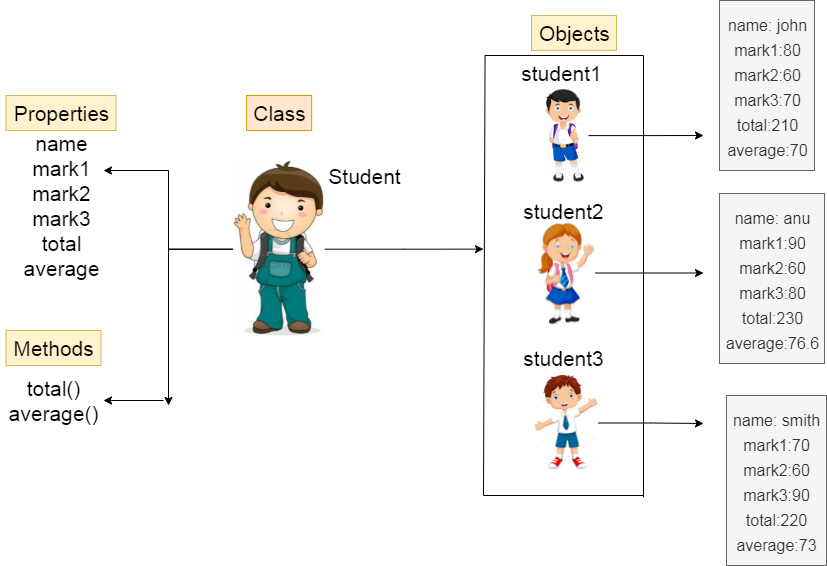 Properties
name
mark1
mark2
mark3
total
average
Methods
total()
average()
Class
Student
Objects
student1
student2
student3
name: john
mark1:80
mark2:60
mark3:70
total:210
average:70
name: anu
mark1:90
mark2:60
mark3:80
total:230
average:76.6
name: smith
mark1:70
mark2:60
mark3:90
total:220
average:73